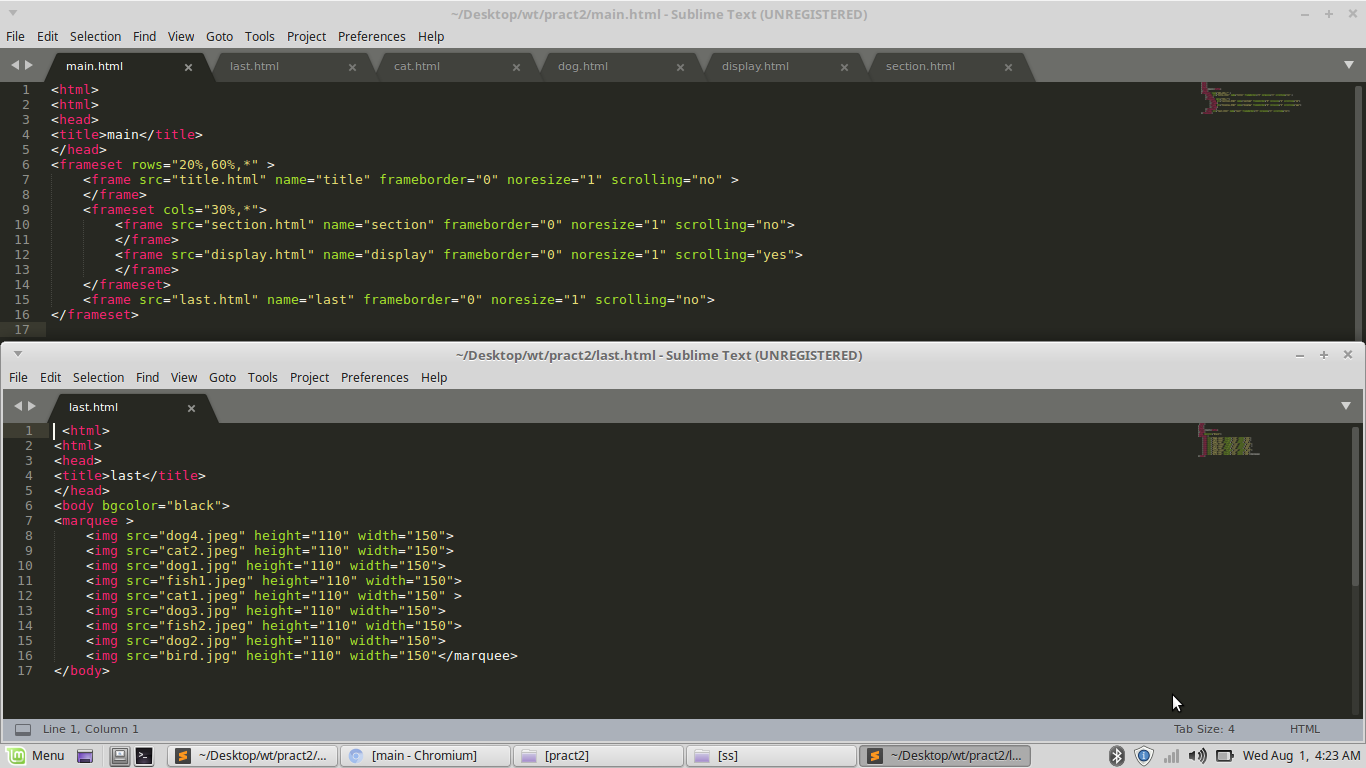 ~/Desktop/wt/pract2/main.html - Sublime Text (UNREGISTERED)
File Edit Selection Find View Goto Tools Project Preferences Help
main.html × last.html × cat.html × dog.html × display.html × section.html ×
1 <html>
2 <html>
3 <head>
4 <title>main</title>
5 </head>
6 <frameset rows="20%,60%,*" >
7     <frame src="title.html" name="title" frameborder="0" noresize="1" scrolling="no" >
8     </frame>
9     <frameset cols="30%,*">
10         <frame src="section.html" name="section" frameborder="0" noresize="1" scrolling="no">
11         </frame>
12         <frame src="display.html" name="display" frameborder="0" noresize="1" scrolling="yes">
13         </frame>
14     </frameset>
15     <frame src="last.html" name="last" frameborder="0" noresize="1" scrolling="no">
16 </frameset>
17
~/Desktop/wt/pract2/last.html - Sublime Text (UNREGISTERED)
File Edit Selection Find View Goto Tools Project Preferences Help
last.html ×
1  <html>
2 <html>
3 <head>
4 <title>last</title>
5 </head>
6 <body bgcolor="black">
7 <marquee >
8     <img src="dog4.jpeg" height="110" width="150">
9     <img src="cat2.jpeg" height="110" width="150">
10     <img src="dog1.jpg" height="110" width="150">
11     <img src="fish1.jpeg" height="110" width="150">
12     <img src="cat1.jpeg" height="110" width="150" >
13     <img src="dog3.jpg" height="110" width="150">
14     <img src="fish2.jpeg" height="110" width="150">
15     <img src="dog2.jpg" height="110" width="150">
16     <img src="bird.jpg" height="110" width="150"</marquee>
17 </body>
Line 1, Column 1 Tab Size: 4 HTML
Menu ~/Desktop/wt/pract2/... [main - Chromium] [pract2] [ss] ~/Desktop/wt/pract2/l... Wed Aug 1, 4:23 AM